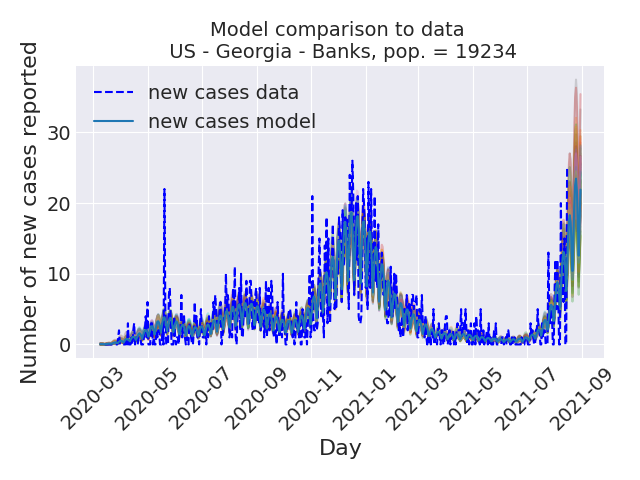 Model comparison to data
US - Georgia - Banks, pop. = 19234
new cases data
new cases model
Number of new cases reported
30
20
10
0
2020-03
2020-05
2020-07
2020-09
2020-11
2021-01
2021-03
2021-05
2021-07
2021-09
Day